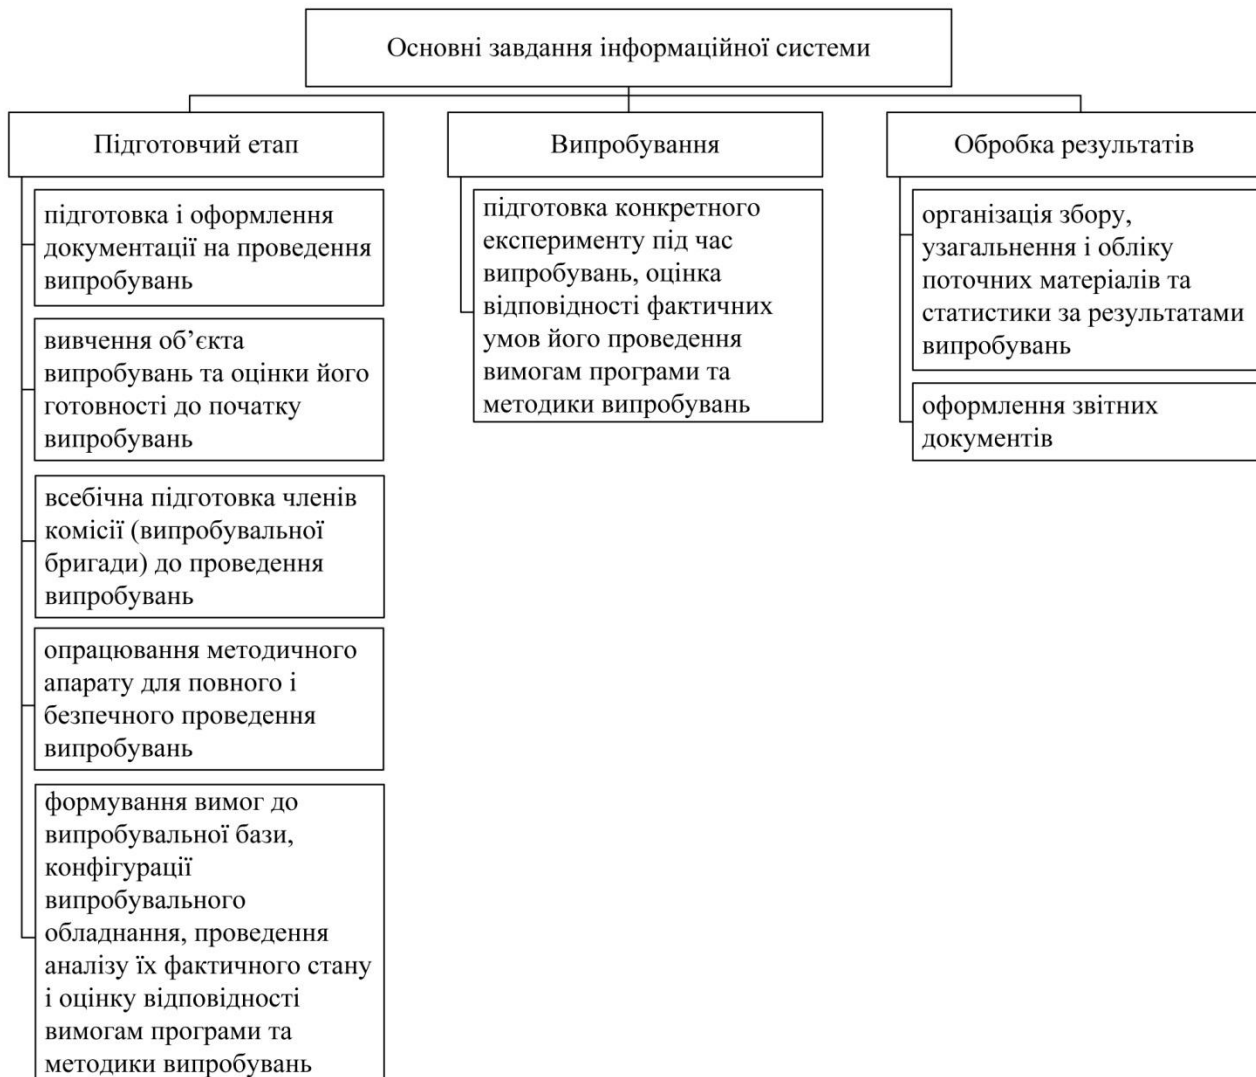 Основні завдання інформаційної системи
Підготовчий етап
підготовка і оформлення
документації на проведення
випробувань
вивчення об’єкта
випробувань та оцінки його
готовності до початку
випробувань
всебічна підготовка членів
комісії (випробувальної
бригади) до проведення
випробувань
опрацювання методичного
апарату для повного і
безпечного проведення
випробувань
формування вимог до
випробувальної бази,
конфігурації
випробувального
обладнання, проведення
аналізу їх фактичного стану
і оцінку відповідності
вимогам програми та
методики випробувань
Випробування
підготовка конкретного
експерименту під час
випробувань, оцінка
відповідності фактичних
умов його проведення
вимогам програми та
методики випробувань
Обробка результатів
організація збору,
узагальнення і обліку
поточних матеріалів та
статистики за результатами
випробувань
оформлення звітних
документів